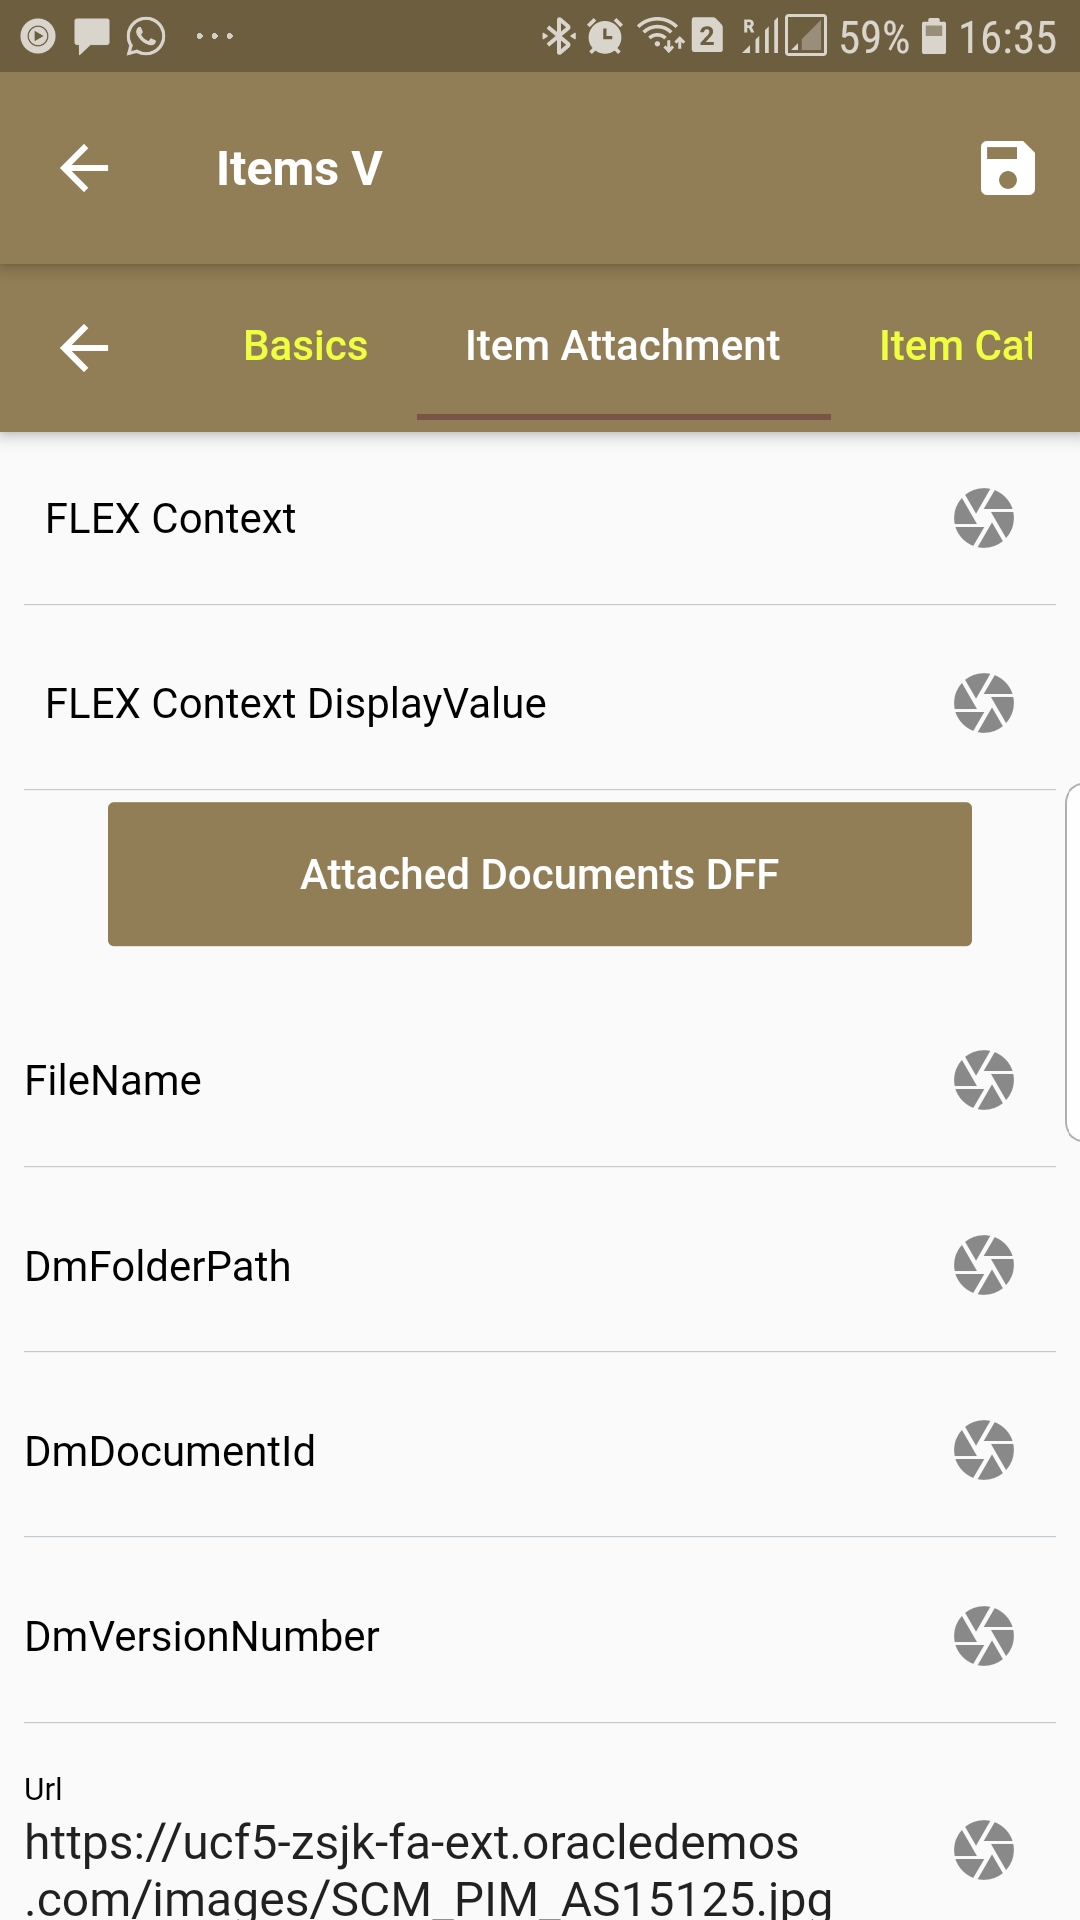 2 R 59% 16:35
Items V
Basics Item Attachment Item Cat
FLEX Context
FLEX Context DisplayValue
Attached Documents DFF
FileName
DmFolderPath
DmDocumentId
DmVersionNumber
Url
https://ucf5-zsjk-fa-ext.oracledemos
.com/images/SCM_PIM_AS15125.jpg